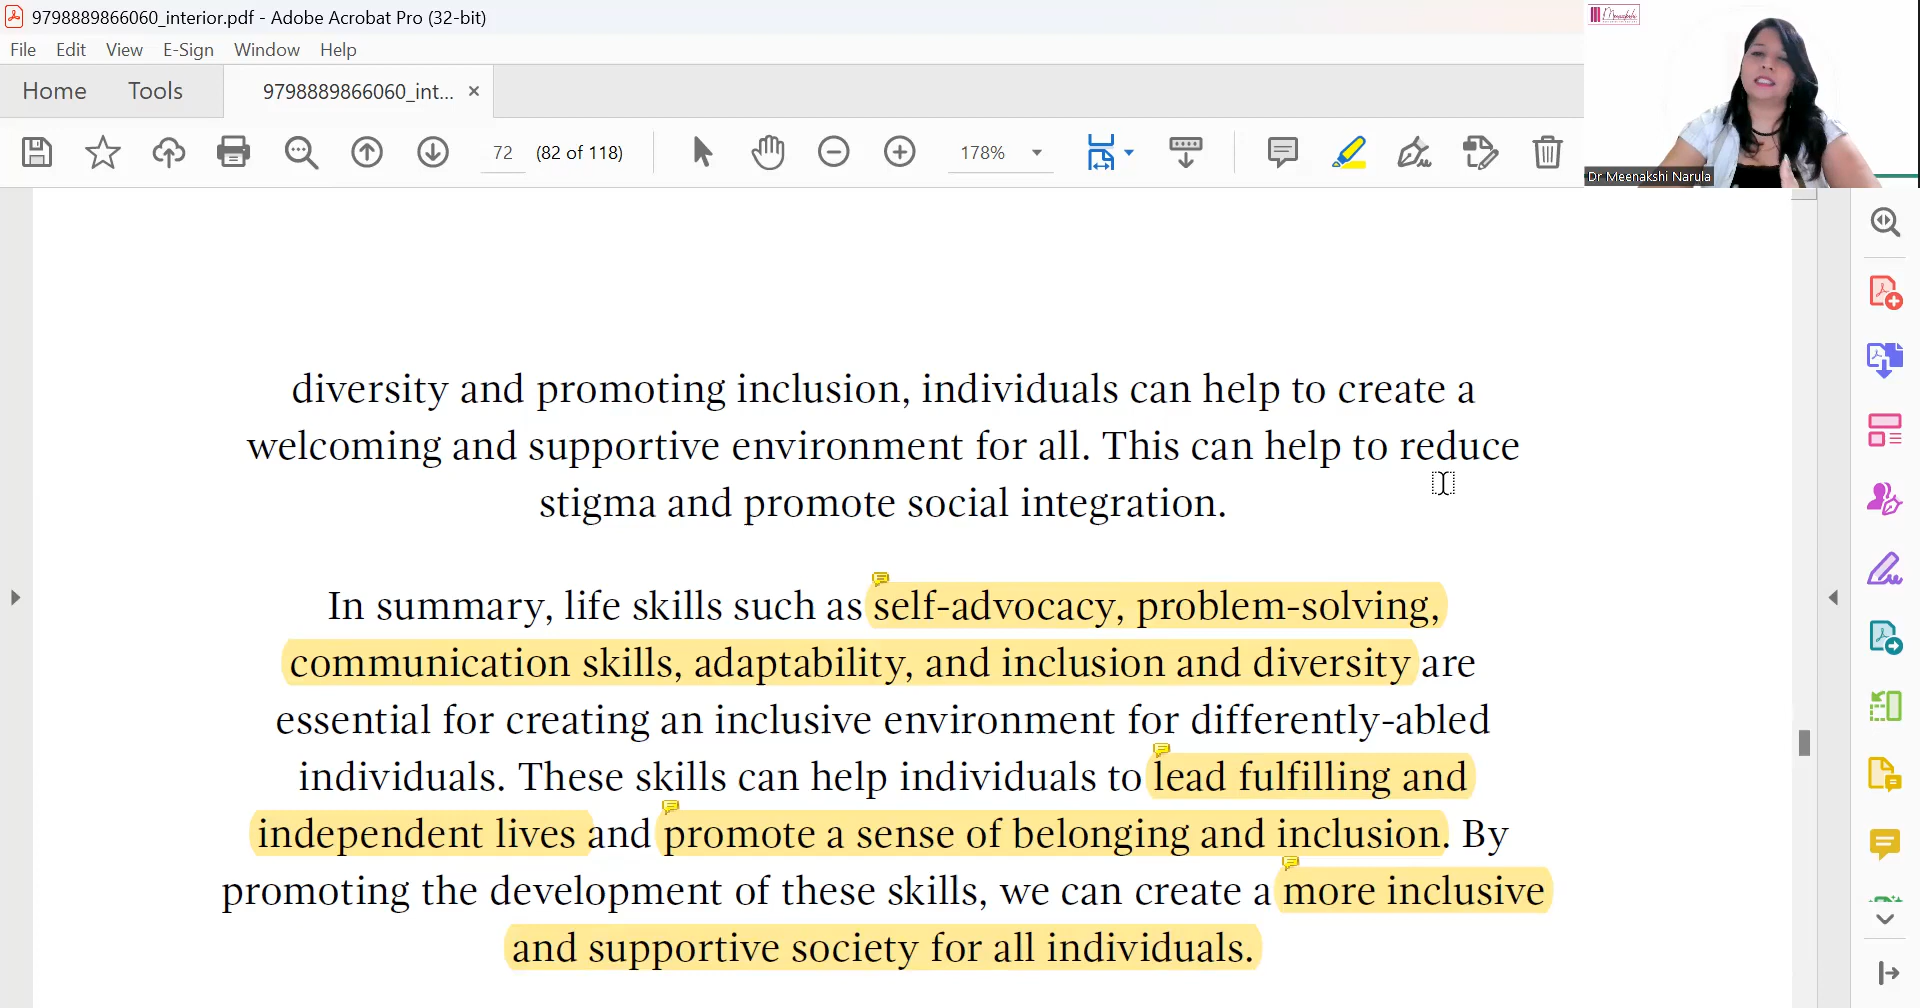 9798889866060_interior.pdf - Adobe Acrobat Pro (32-bit)
File Edit View E-Sign Window Help
Home Tools 9798889866060_int... ×
72 (82 of 118) 178%
Dr Meenakshi Narula
diversity and promoting inclusion, individuals can help to create a
welcoming and supportive environment for all. This can help to reduce
stigma and promote social integration.
In summary, life skills such as self-advocacy, problem-solving,
communication skills, adaptability, and inclusion and diversity are
essential for creating an inclusive environment for differently-abled
individuals. These skills can help individuals to lead fulfilling and
independent lives and promote a sense of belonging and inclusion. By
promoting the development of these skills, we can create a more inclusive
and supportive society for all individuals.